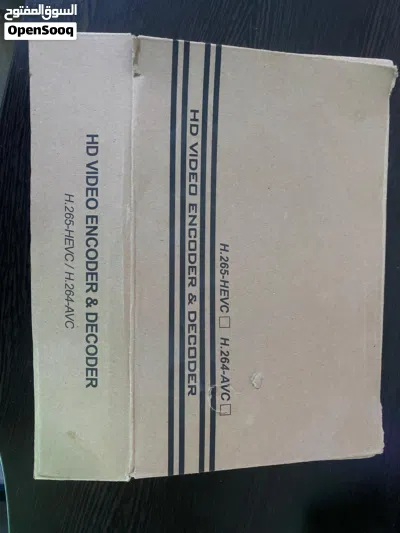 السوق المفتوح
OpenSooq
HD VIDEO ENCODER & DECODER
H.265-HEVC / H.264-AVC
HD VIDEO ENCODER & DECODER
H.265-HEVC □ H.264-AVC □